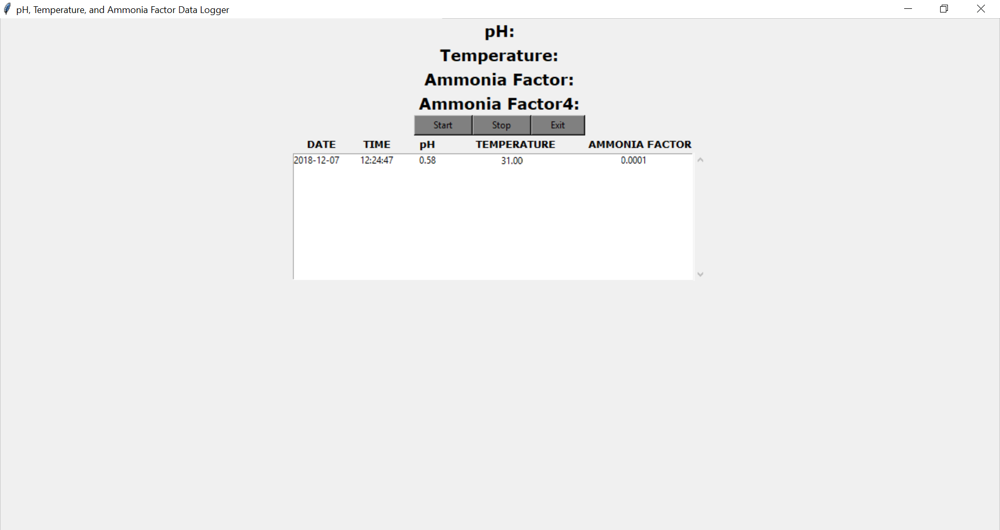 pH, Temperature, and Ammonia Factor Data Logger
pH:
Temperature:
Ammonia Factor:
Ammonia Factor4:
Start Stop Exit
DATE TIME pH TEMPERATURE AMMONIA FACTOR
2018-12-07 12:24:47 0.58 31.00 0.0001